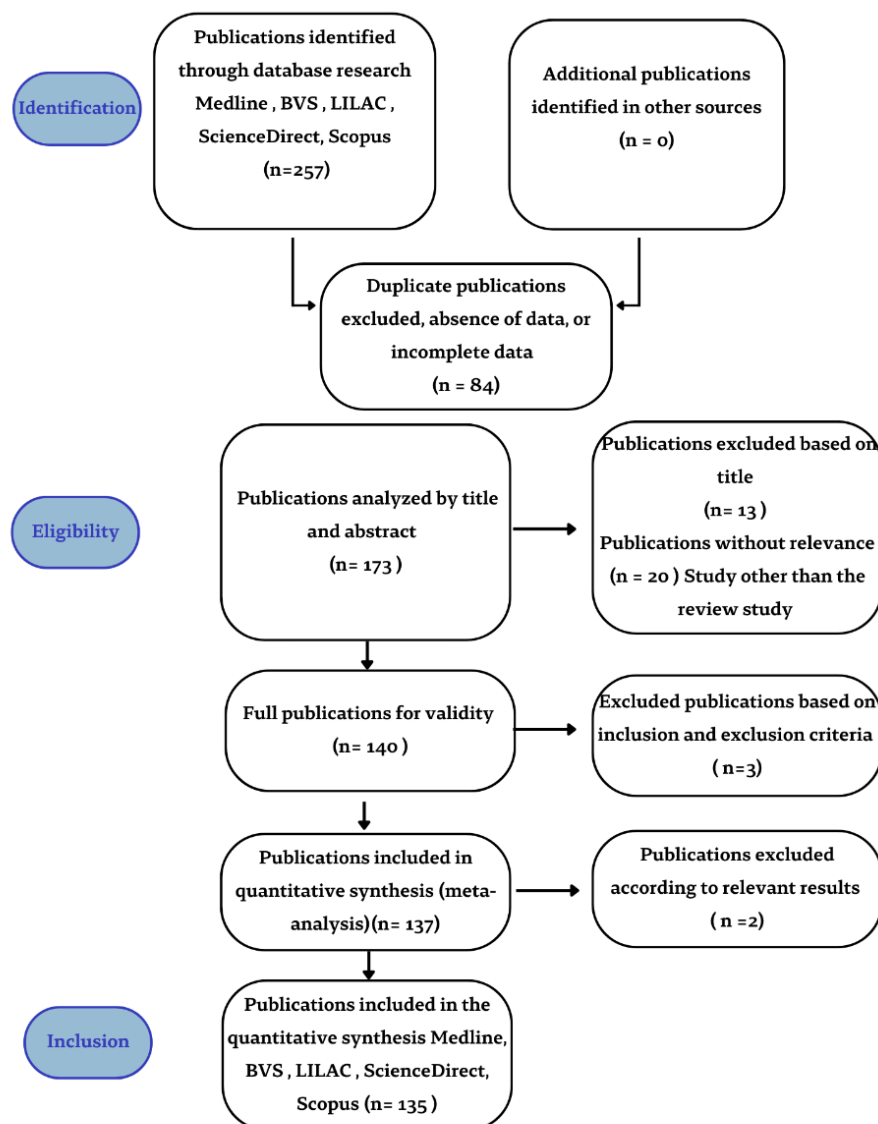 Identification
Publications identified
through database research
Medline , BVS , LILAC ,
ScienceDirect, Scopus
(n=257)
Additional publications
identified in other sources
(n = 0)
Duplicate publications
excluded, absence of data, or
incomplete data
(n = 84)
Eligibility
Publications analyzed by title
and abstract
(n= 173 )
Publications excluded based on
title
(n= 13 )
Publications without relevance
(n = 20 ) Study other than the
review study
Full publications for validity
(n= 140 )
Excluded publications based on
inclusion and exclusion criteria
( n=3)
Publications included in
quantitative synthesis (meta-
analysis)(n= 137)
Publications excluded
according to relevant results
( n =2)
Inclusion
Publications included in the
quantitative synthesis Medline,
BVS , LILAC , ScienceDirect,
Scopus (n= 135 )